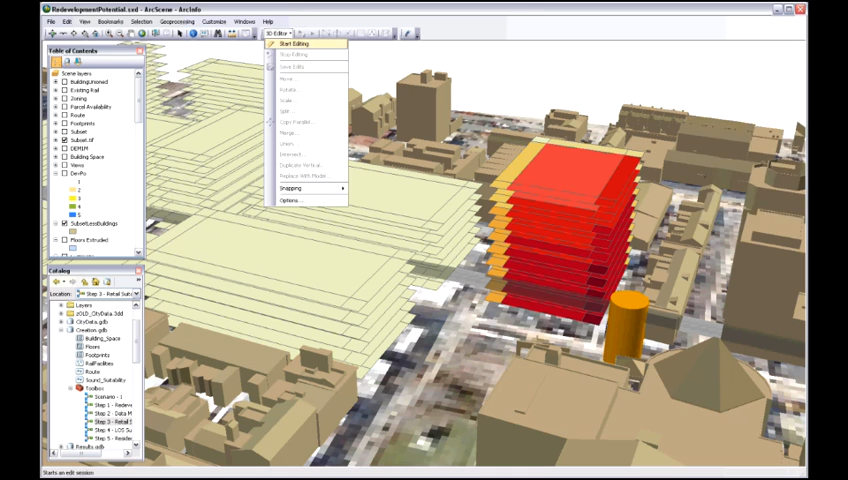 RedevelopmentPotential.sxd - ArcScene - ArcInfo
File Edit View Bookmarks Selection Geoprocessing Customize Windows Help
3D Editor
Start Editing
Stop Editing
Save Edits
Move...
Rotate
Scale
Split...
Copy Parallel...
Merge...
Union...
Intersect...
Duplicate Vertical...
Replace With Model...
Snapping
Options...
Table of Contents
Scene layers
BuildingUnioned
Existing Rail
Zoning
Parcel Availability
Route
Footprints
Subset
Subset.tif
DEM1M
Building Space
Views
DevPo
1
2
3
4
5
SubsetLessBuildings
Floors Extruded
Catalog
Location: Step 3 - Retail Suita
Layers
zOLD_CityData.3dd
CityData.gdb
Creation.gdb
Building_Space
Floors
Footprints
RailFacilities
Route
Sound_Suitability
Toolbox
Scenario - 1
Step 1 - Redeve
Step 2 - Data M
Step 3 - Retail S
Step 4 - LOS Su
Step 5 - Reside
Results.gdb
Starts an edit session